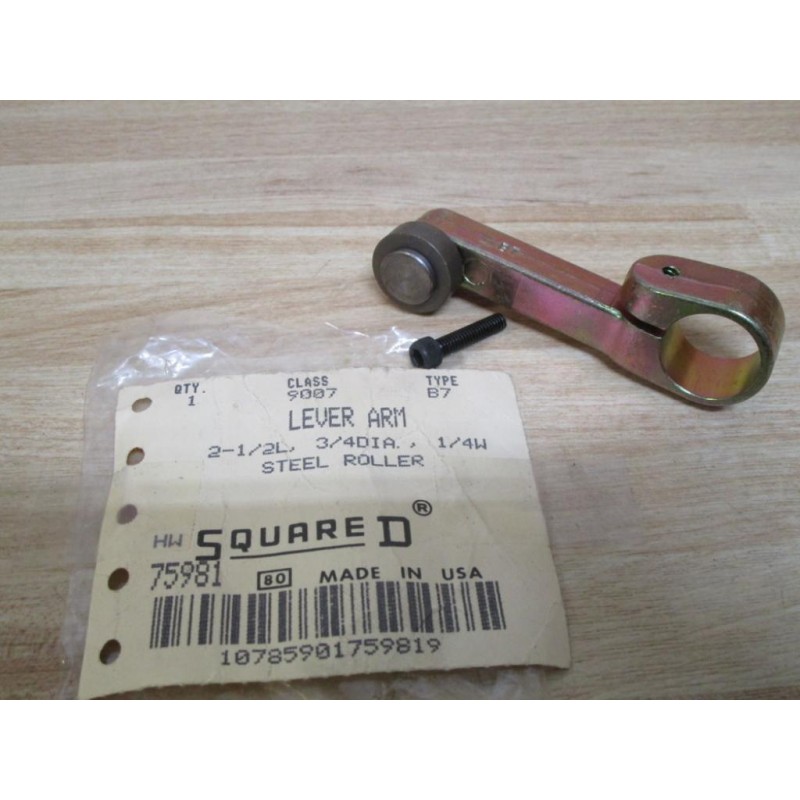 QTY. CLASS TYPE
1 9007 B7
LEVER ARM
2-1/2L, 3/4DIA., 1/4W
STEEL ROLLER
HW SQUARE D®
75981 80 MADE IN USA
10785901759819